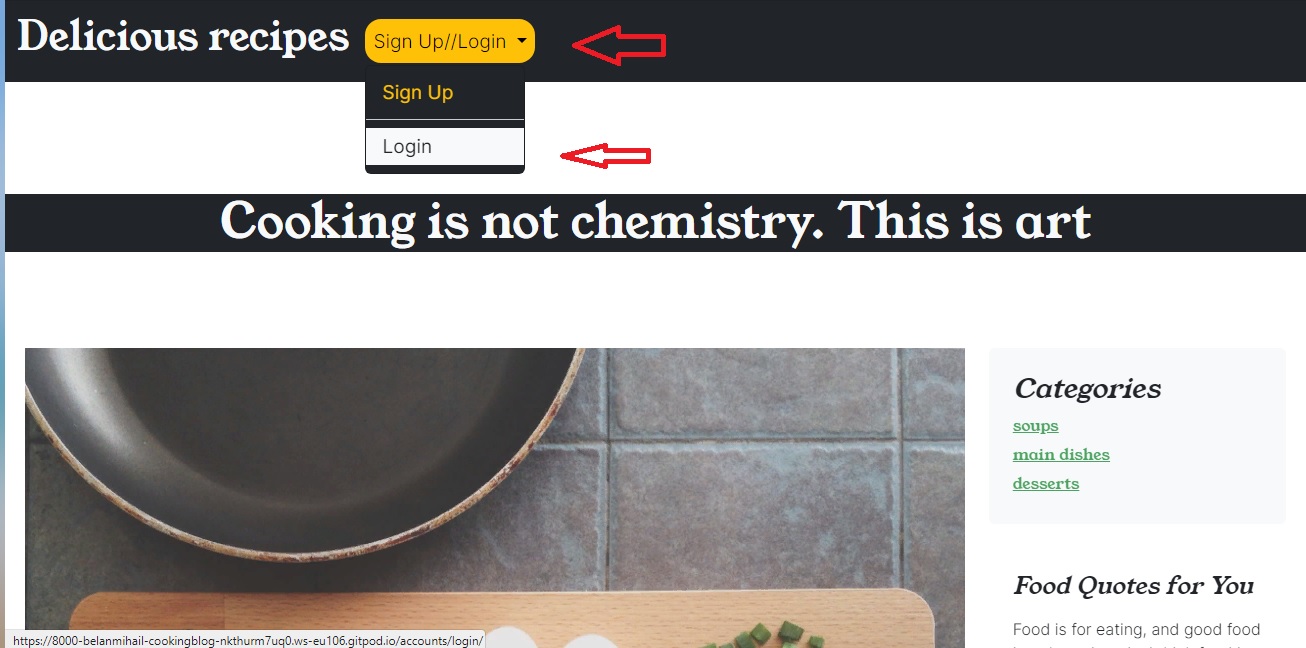 Delicious recipes
Sign Up//Login
Sign Up
Login
Cooking is not chemistry. This is art
Categories
soups
main dishes
desserts
Food Quotes for You
Food is for eating, and good food
https://8000-belanmihail-cookingblog-nkthurm7uq0.ws-eu106.gitpod.io/accounts/login/